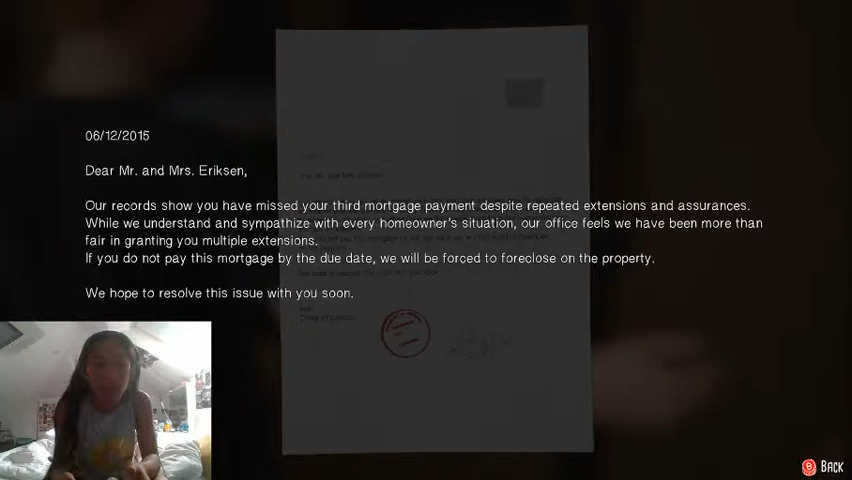 06/12/2015
Dear Mr. and Mrs. Eriksen,
Our records show you have missed your third mortgage payment despite repeated extensions and assurances.
While we understand and sympathize with every homeowner's situation, our office feels we have been more than
fair in granting you multiple extensions.
If you do not pay this mortgage by the due date, we will be forced to foreclose on the property.
We hope to resolve this issue with you soon.
B BACK